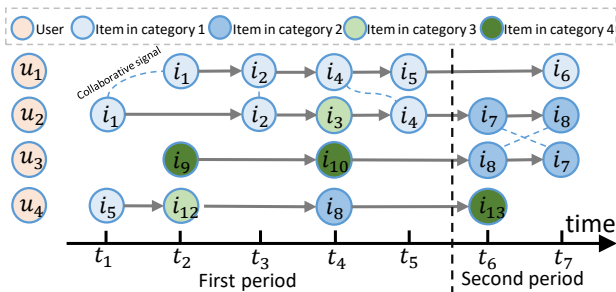 User Item in category 1 Item in category 2 Item in category 3 Item in category 4
Collaborative signal
u₁ i₁ i₂ i₄ i₅ i₆
u₂ i₁ i₂ i₃ i₄ i₇ i₈
u₃ i₉ i₁₀ i₈ i₇
u₄ i₅ i₁₂ i₈ i₁₃
time
t₁ t₂ t₃ t₄ t₅ t₆ t₇
First period Second period